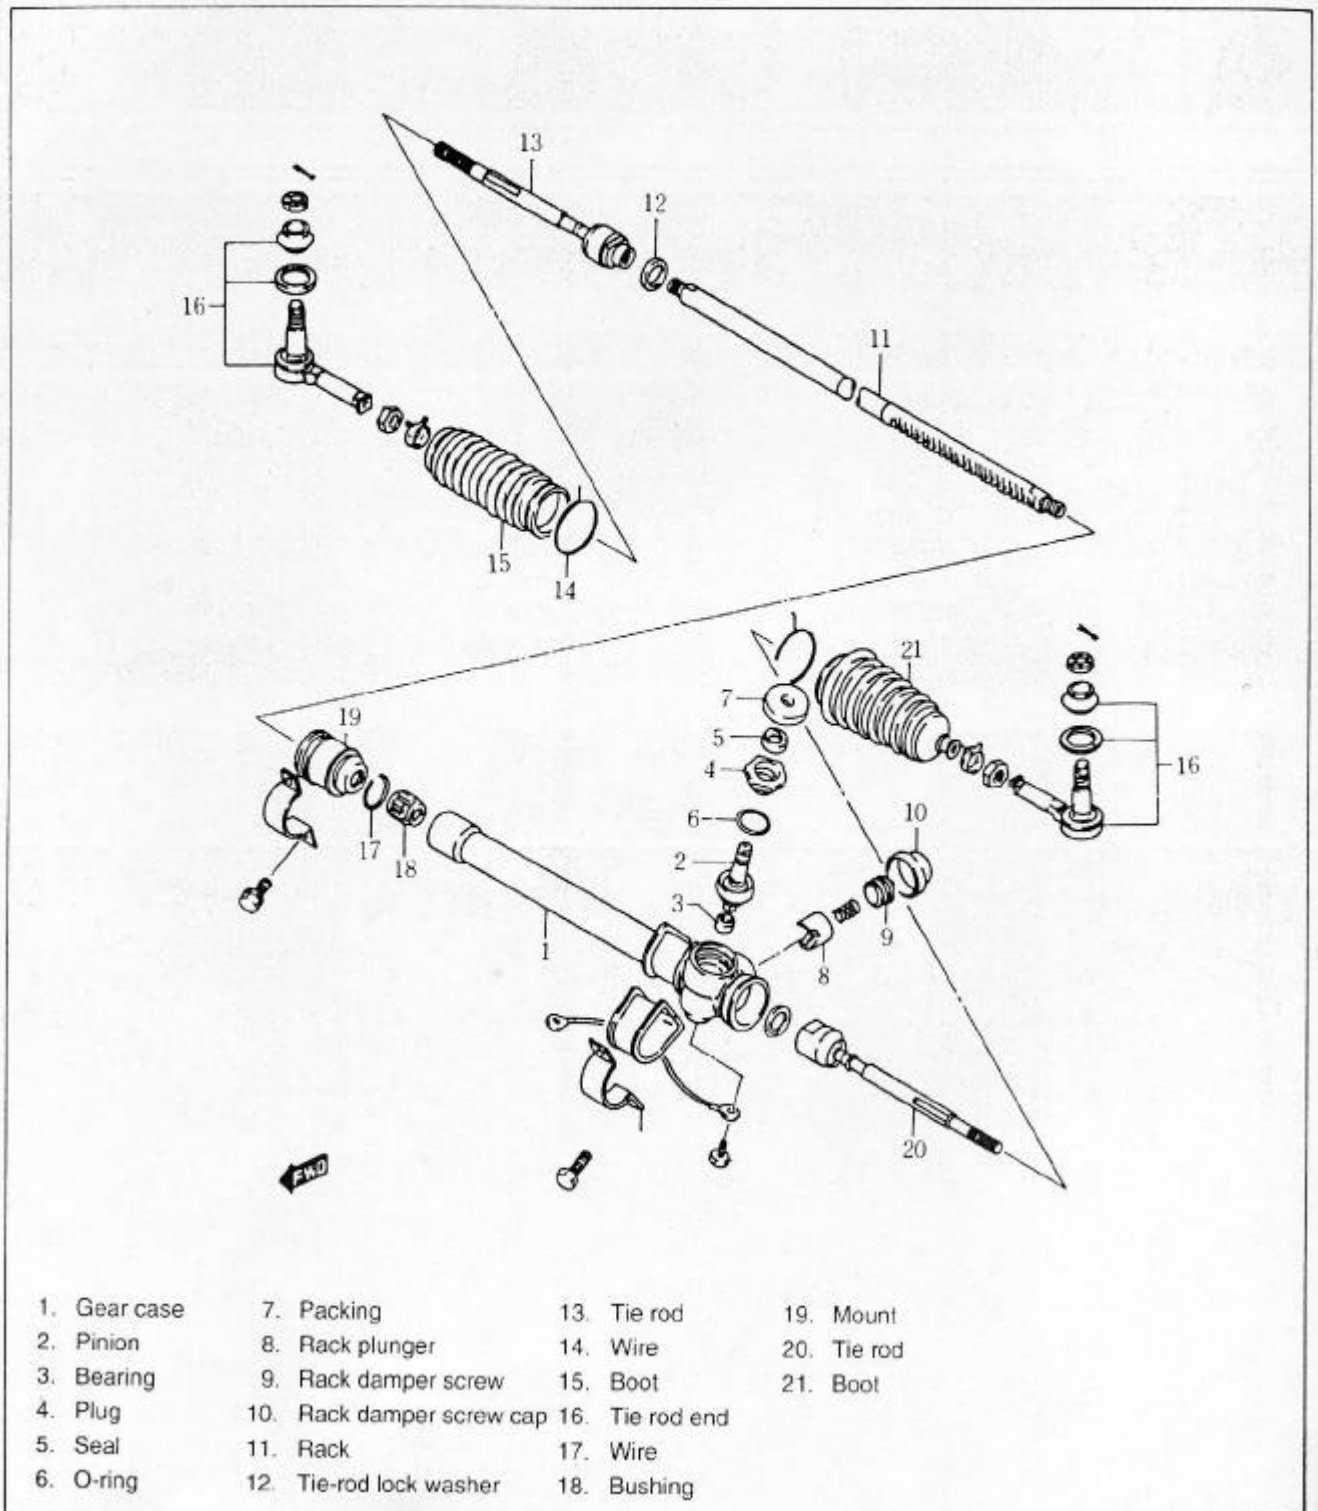 13
12
16
11
15
14
21
7
19
5
4
16
6
10
17
2
18
3
9
1
8
20
FWD
1. Gear case
2. Pinion
3. Bearing
4. Plug
5. Seal
6. O-ring
7. Packing
8. Rack plunger
9. Rack damper screw
10. Rack damper screw cap
11. Rack
12. Tie-rod lock washer
13. Tie rod
14. Wire
15. Boot
16. Tie rod end
17. Wire
18. Bushing
19. Mount
20. Tie rod
21. Boot